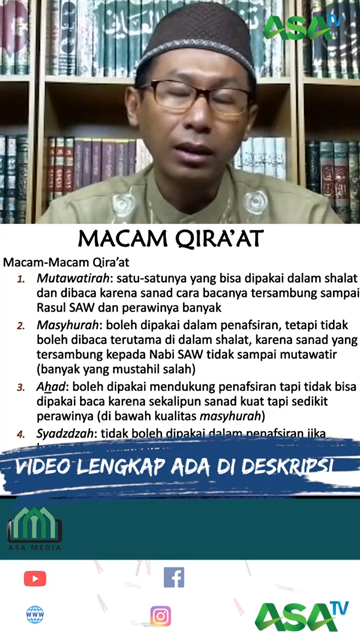 ASA TV
MACAM QIRA'AT
Macam-Macam Qira'at
1. Mutawatirah: satu-satunya yang bisa dipakai dalam shalat
dan dibaca karena sanad cara bacanya tersambung sampai
Rasul SAW dan perawinya banyak
2. Masyhurah: boleh dipakai dalam penafsiran, tetapi tidak
boleh dibaca terutama di dalam shalat, karena sanad yang
tersambung kepada Nabi SAW tidak sampai mutawatir
(banyak yang mustahil salah)
3. Ahad: boleh dipakai mendukung penafsiran tapi tidak bisa
dipakai baca karena sekalipun sanad kuat tapi sedikit
perawinya (di bawah kualitas masyhurah)
4. Syadzdzah: tidak boleh dipakai dalam penafsiran jika
VIDEO LENGKAP ADA DI DESKRIPSI
ASA MEDIA
WWW
ASA TV